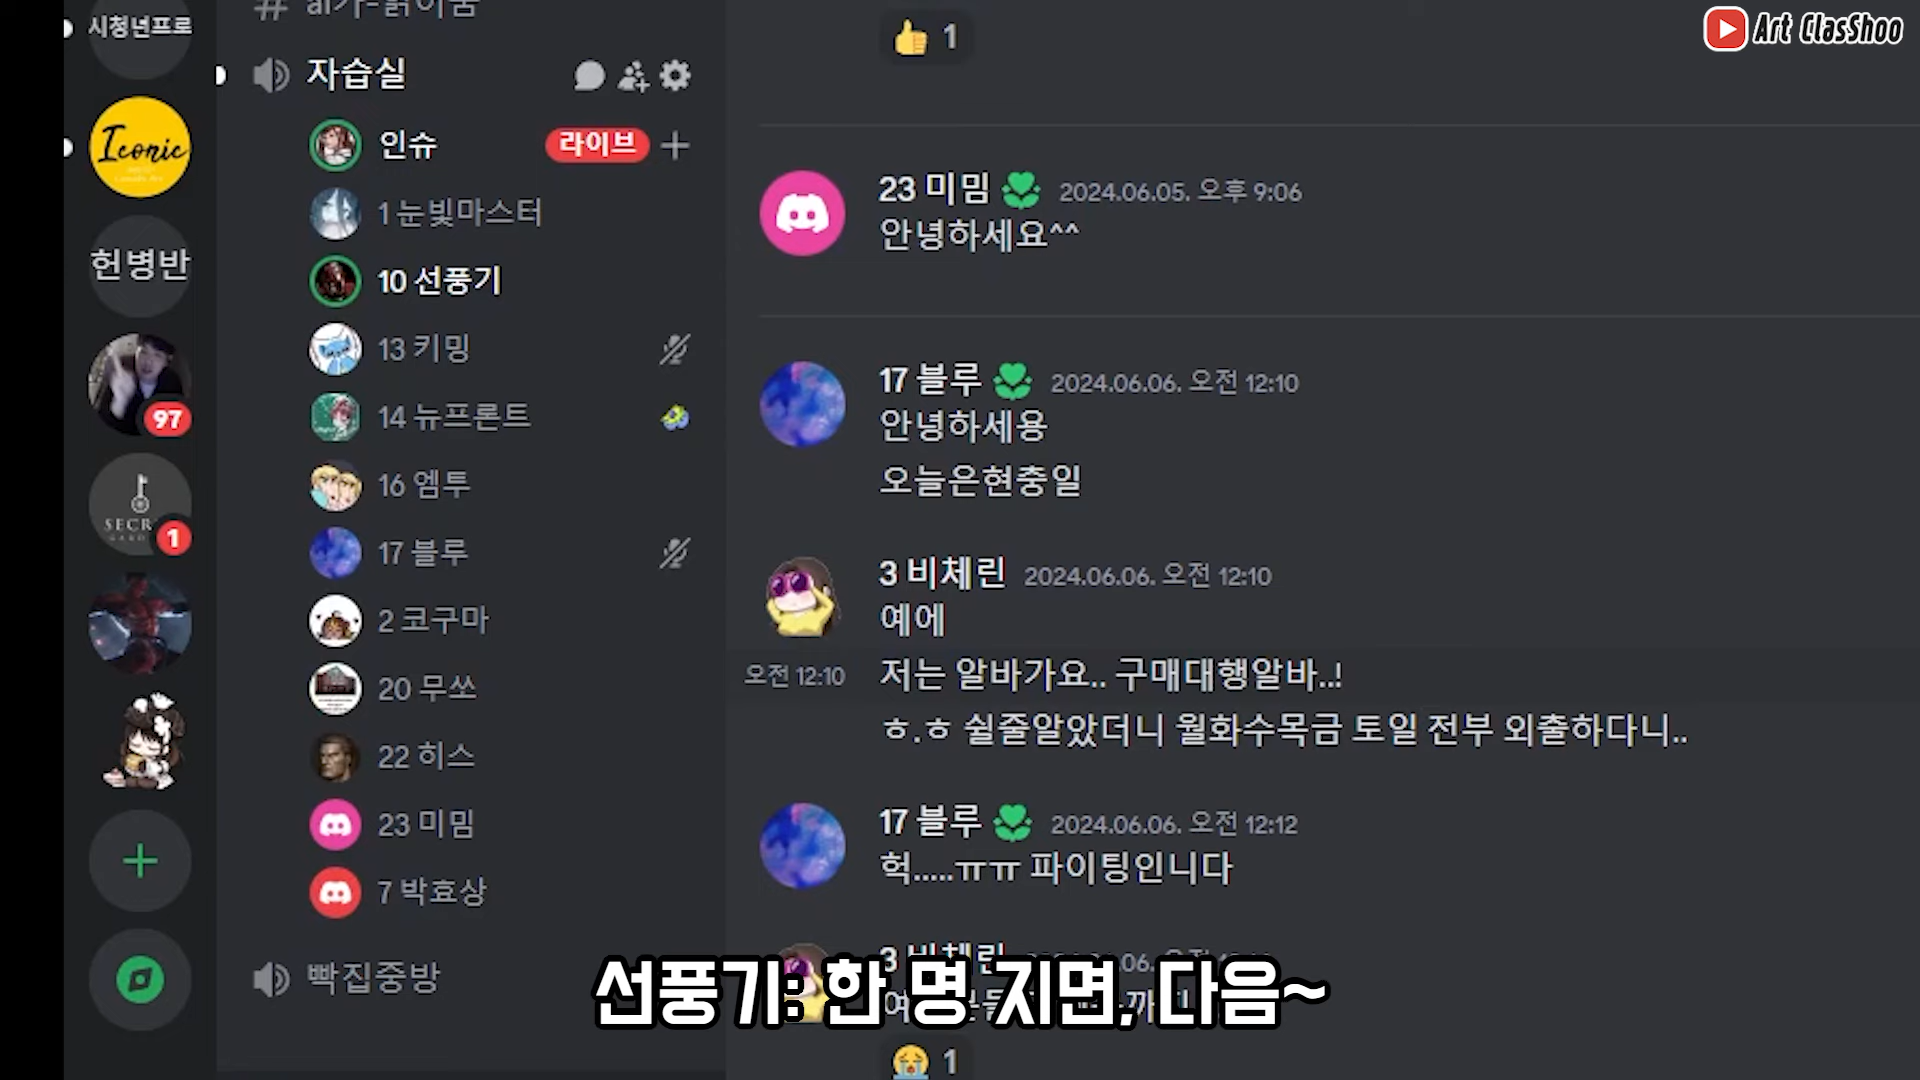 시청년프로
Iconic
헌병반
97
SECR
1
자습실
인슈 라이브
1 눈빛마스터
10 선풍기
13 키밍
14 뉴프론트
16 엠투
17 블루
2 코구마
20 무쏘
22 히스
23 미밈
7 박효상
빡집중방
Art ClasShoo
👍 1
23 미밈 2024.06.05. 오후 9:06
안녕하세요^^
17 블루 2024.06.06. 오전 12:10
안녕하세용
오늘은현충일
3 비체린 2024.06.06. 오전 12:10
예에
오전 12:10 저는 알바가요.. 구매대행알바..!
ㅎ.ㅎ 쉴줄알았더니 월화수목금 토일 전부 외출하다니..
17 블루 2024.06.06. 오전 12:12
헉.....ㅠㅠ 파이팅인니다
3 비체린
선풍기: 한 명 지면, 다음~
😭 1